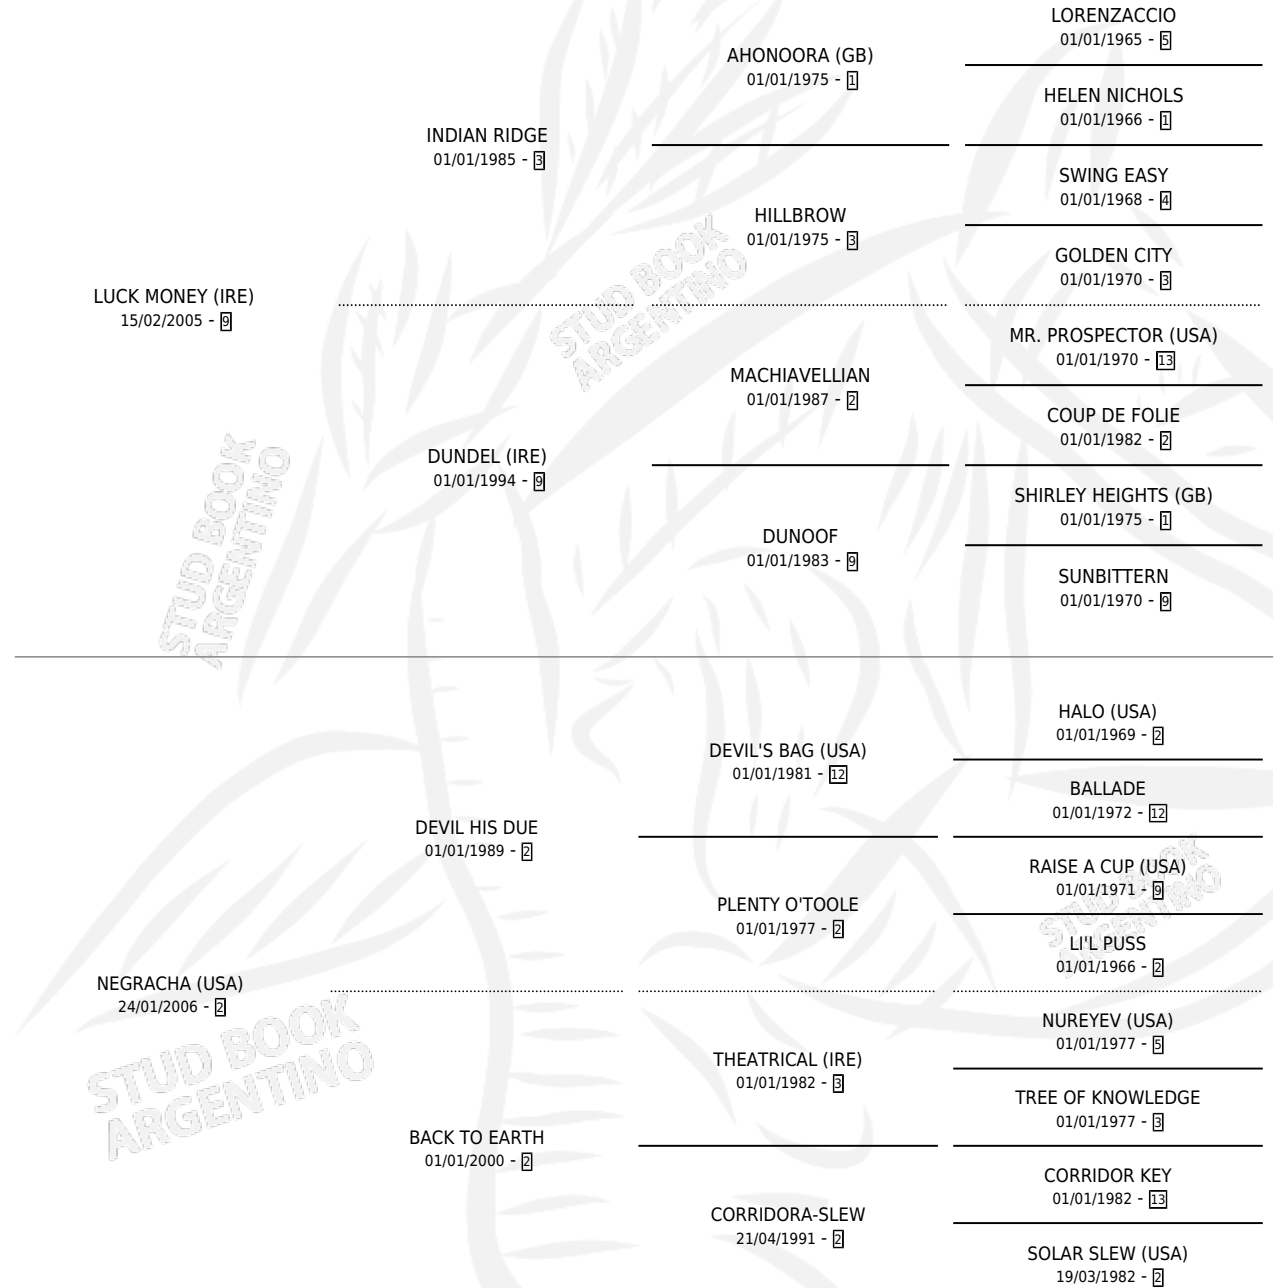 LORENZACCIO
01/01/1965 - 5
AHONOORA (GB)
01/01/1975 - 1
HELEN NICHOLS
01/01/1966 - 1
INDIAN RIDGE
01/01/1985 - 3
SWING EASY
01/01/1968 - 4
HILLBROW
01/01/1975 - 3
GOLDEN CITY
01/01/1970 - 3
LUCK MONEY (IRE)
15/02/2005 - 9
STUD BOOK
ARGENTINO
MR. PROSPECTOR (USA)
01/01/1970 - 13
MACHIAVELLIAN
01/01/1987 - 2
COUP DE FOLIE
01/01/1982 - 2
DUNDEL (IRE)
01/01/1994 - 9
SHIRLEY HEIGHTS (GB)
01/01/1975 - 1
DUNOOF
01/01/1983 - 9
SUNBITTERN
01/01/1970 - 9
STUD BOOK
ARGENTINO
HALO (USA)
01/01/1969 - 2
DEVIL'S BAG (USA)
01/01/1981 - 12
BALLADE
01/01/1972 - 12
DEVIL HIS DUE
01/01/1989 - 2
RAISE A CUP (USA)
01/01/1971 - 9
PLENTY O'TOOLE
01/01/1977 - 2
LI'L PUSS
01/01/1966 - 2
STUD BOOK
ARGENTINO
NEGRACHA (USA)
24/01/2006 - 2
NUREYEV (USA)
01/01/1977 - 5
THEATRICAL (IRE)
01/01/1982 - 3
TREE OF KNOWLEDGE
01/01/1977 - 3
STUD BOOK
ARGENTINO
BACK TO EARTH
01/01/2000 - 2
CORRIDOR KEY
01/01/1982 - 13
CORRIDORA-SLEW
21/04/1991 - 2
SOLAR SLEW (USA)
19/03/1982 - 2